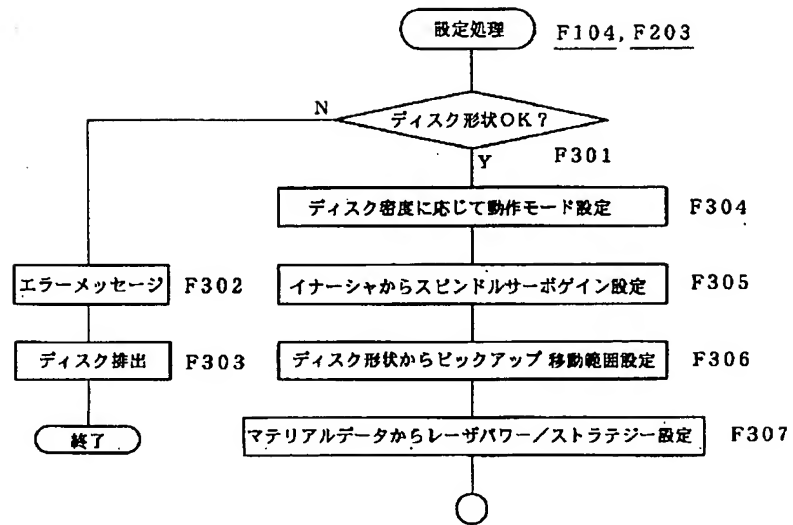 設定処理
F104, F203
N
ディスク形状OK?
Y
F301
ディスク密度に応じて動作モード設定
F304
エラーメッセージ
F302
イナーシャからスピンドルサーボゲイン設定
F305
ディスク排出
F303
ディスク形状からピックアップ 移動範囲設定
F306
終了
マテリアルデータからレーザパワー/ストラテジー設定
F307